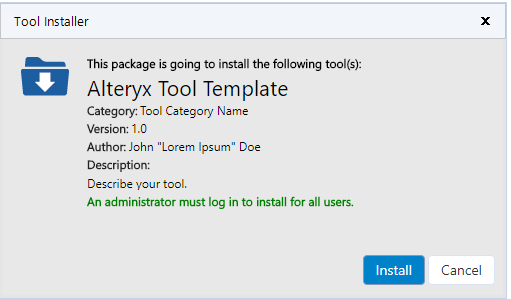 Tool Installer
x
This package is going to install the following tool(s):
Alteryx Tool Template
Category: Tool Category Name
Version: 1.0
Author: John "Lorem Ipsum" Doe
Description:
Describe your tool.
An administrator must log in to install for all users.
Install Cancel